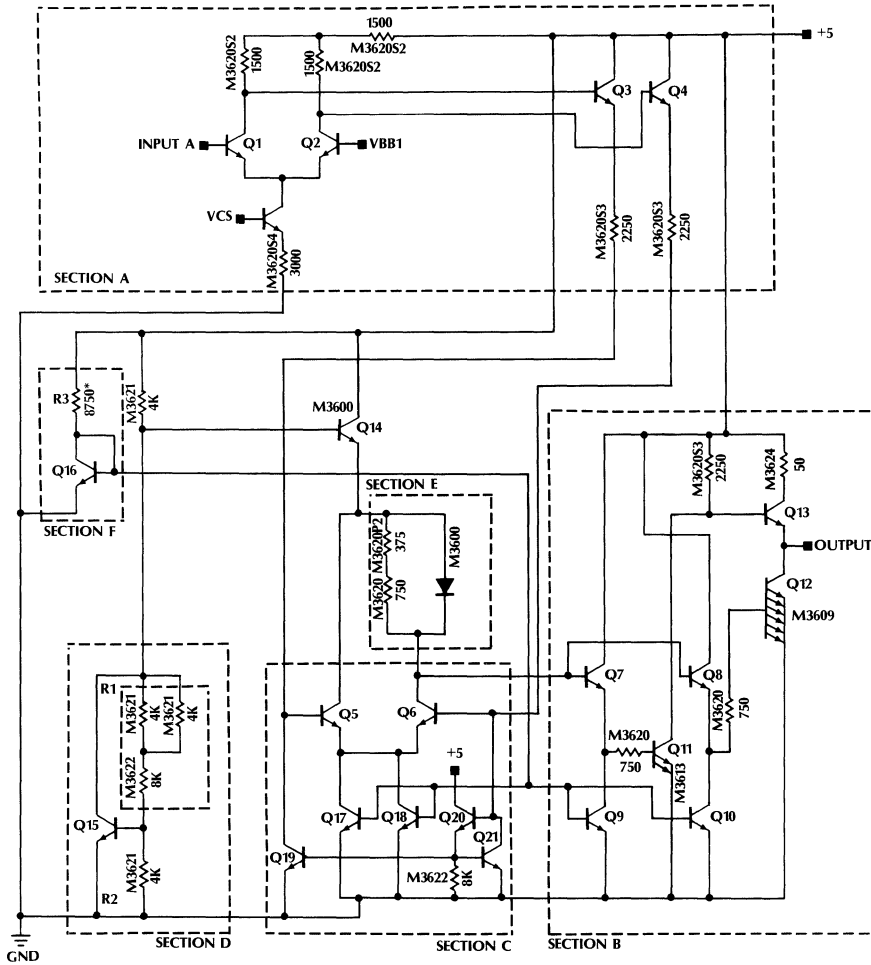 1500
M3620S2
+5
M3620S2
1500
1500
M3620S2
Q3
Q4
INPUT A
Q1
Q2
VBB1
VCS
M3620S4
3000
M3620S3
2250
M3620S3
2250
SECTION A
R3
8750*
M3621
4K
M3600
Q14
Q16
SECTION F
SECTION E
M3620P2
375
M3620
750
M3600
M3620S3
2250
M3624
50
Q13
OUTPUT
Q12
M3609
R1
M3621
4K
M3621
4K
M3622
8K
Q15
M3621
4K
R2
SECTION D
GND
Q5
Q6
+5
Q17
Q18
Q20
Q21
Q19
M3622
8K
SECTION C
Q7
Q8
M3620
750
M3620
750
Q11
M3613
Q9
Q10
SECTION B